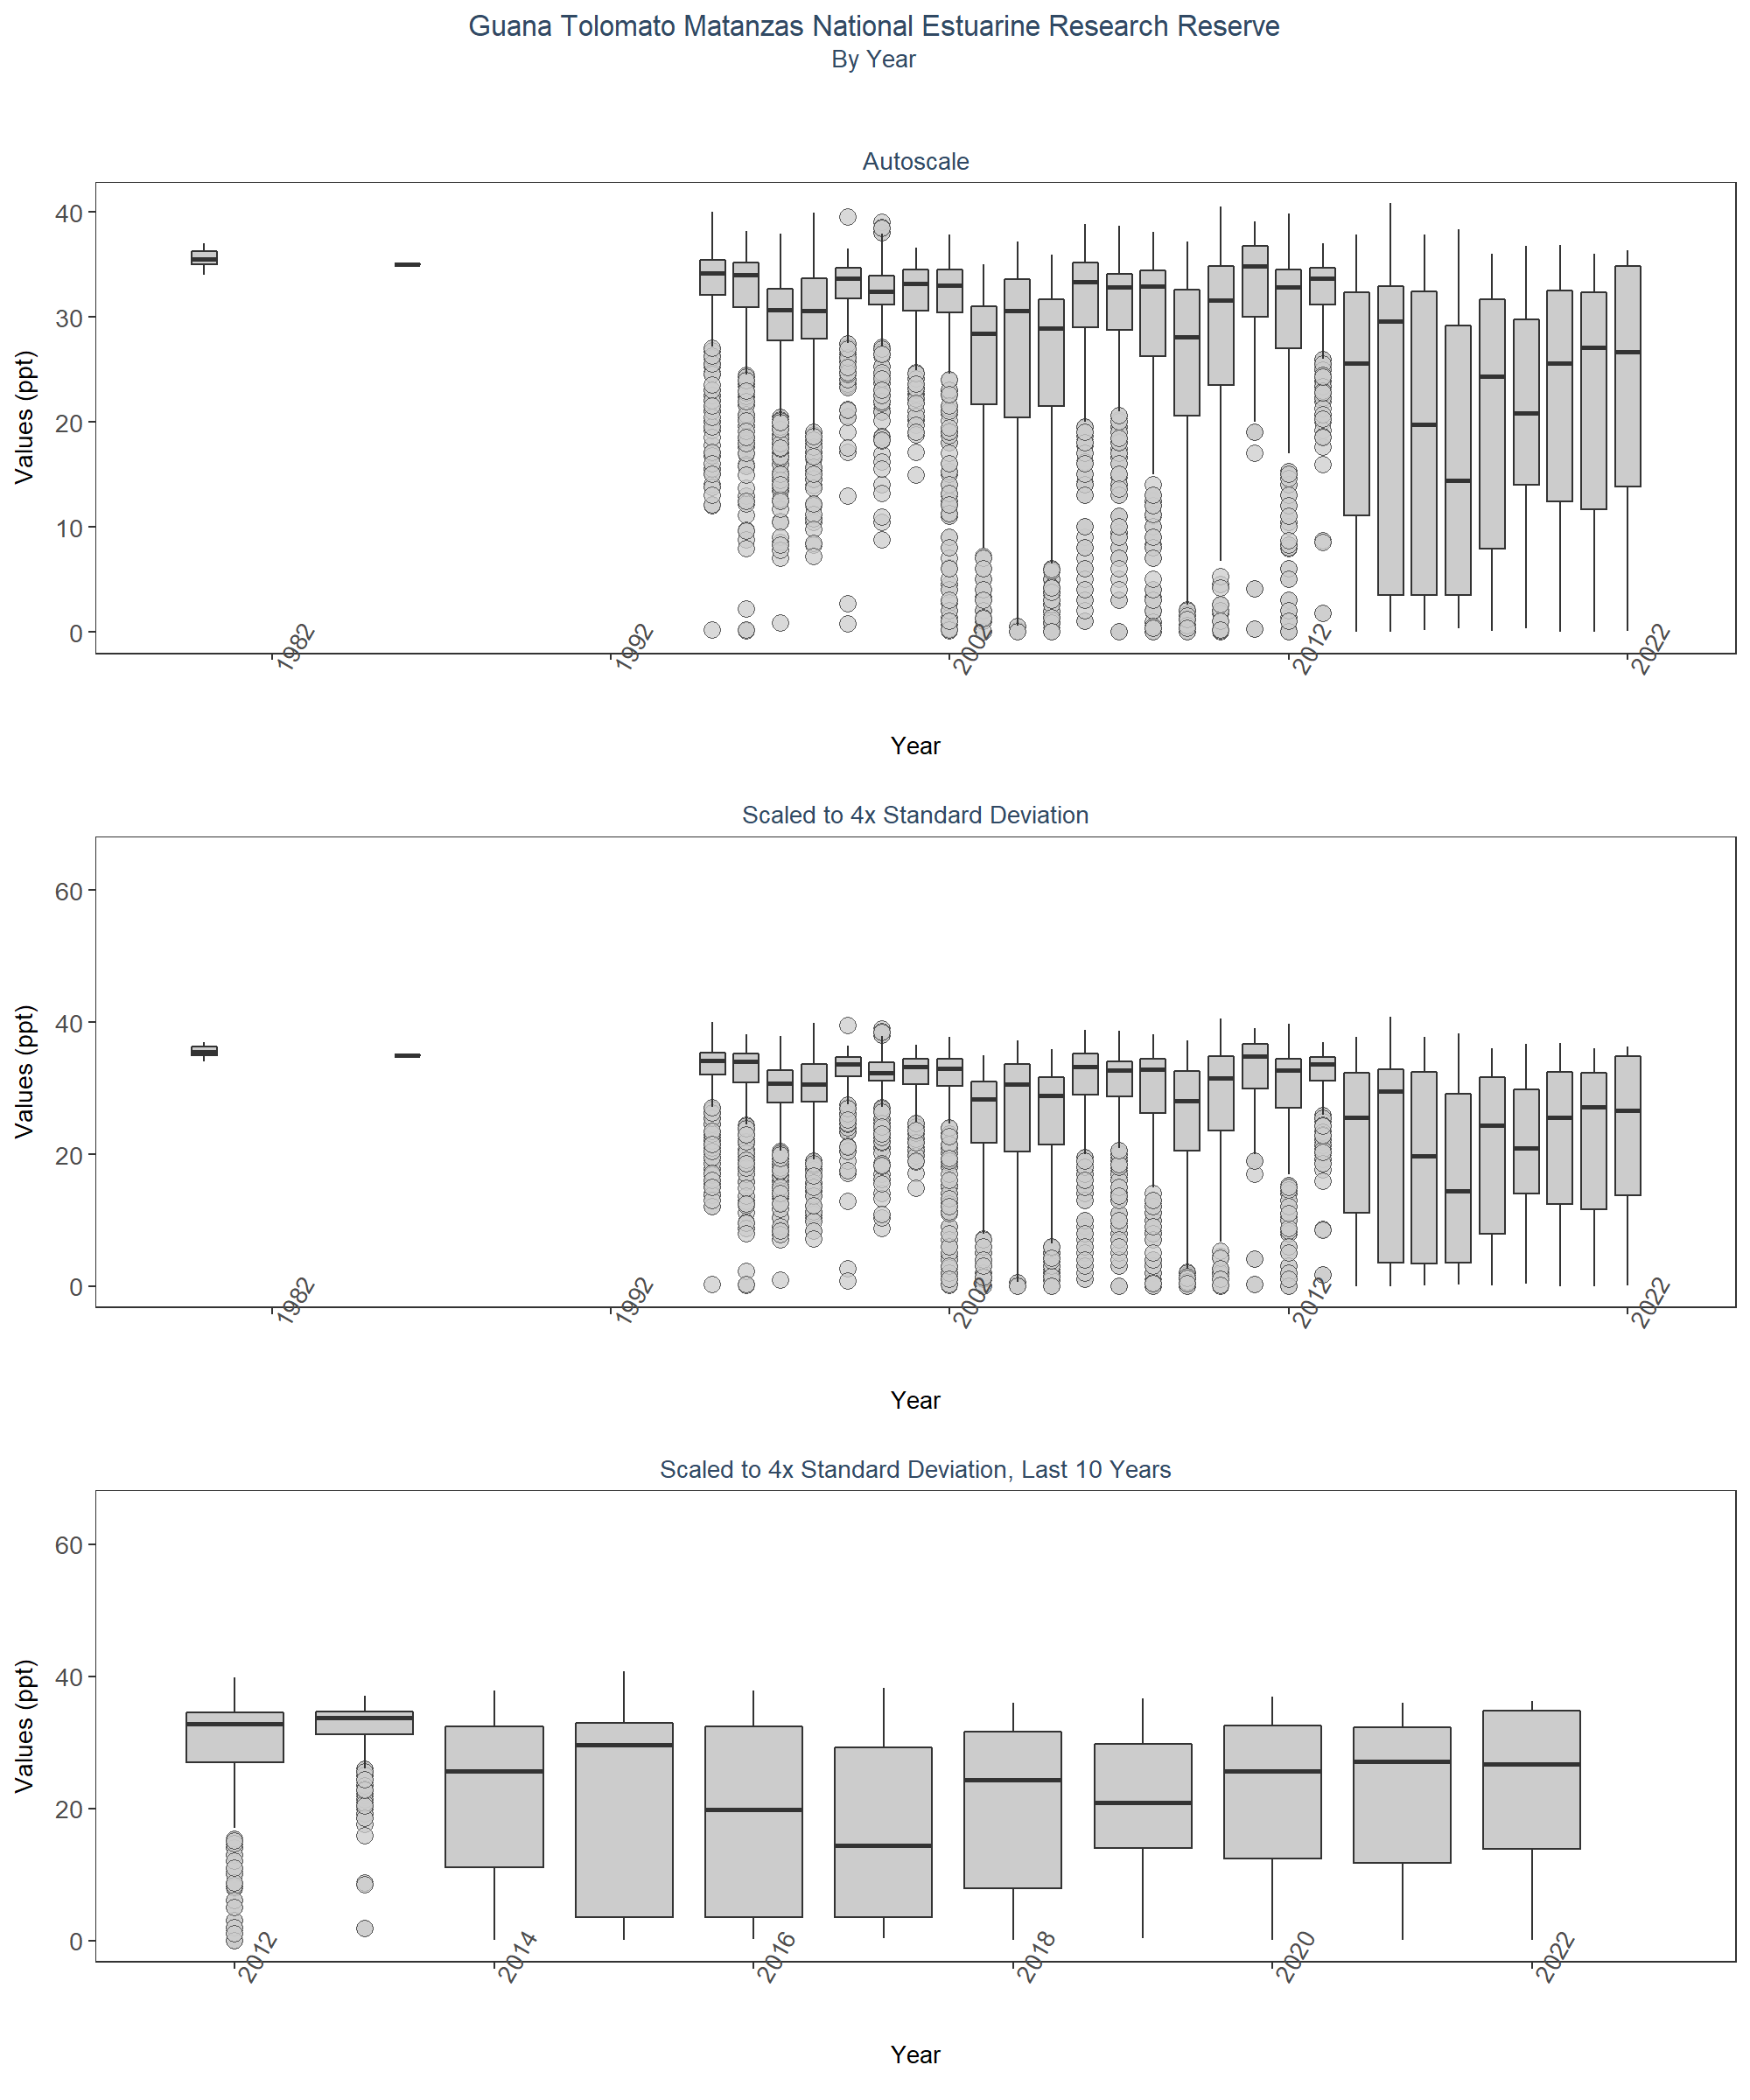 Guana Tolomato Matanzas National Estuarine Research Reserve
By Year
Autoscale
Values (ppt)
40
30
20
10
0
1982
1992
2002
2012
2022
Year
Scaled to 4x Standard Deviation
Values (ppt)
60
40
20
0
1982
1992
2002
2012
2022
Year
Scaled to 4x Standard Deviation, Last 10 Years
Values (ppt)
60
40
20
0
2012
2014
2016
2018
2020
2022
Year